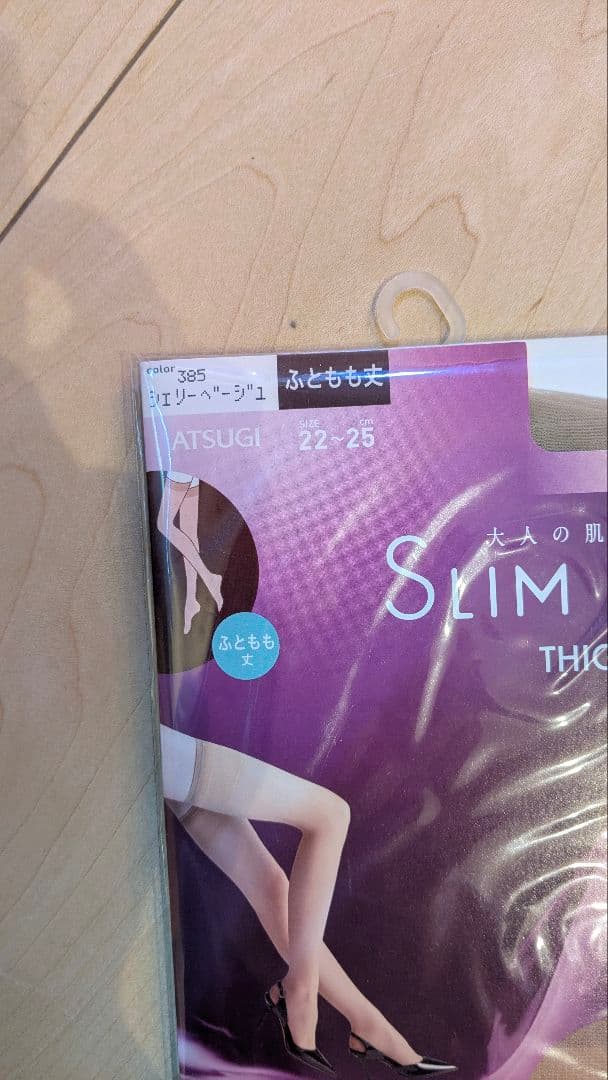 color 385
シェリーベージュ
ふともも丈
ATSUGI
SIZE cm
22~25
大人の肌
SLIM
THIC
ふともも
丈